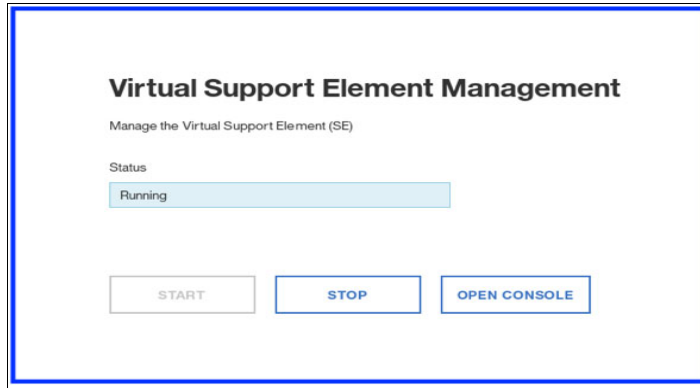 Virtual Support Element Management
Manage the Virtual Support Element (SE)
Status
Running
START STOP OPEN CONSOLE